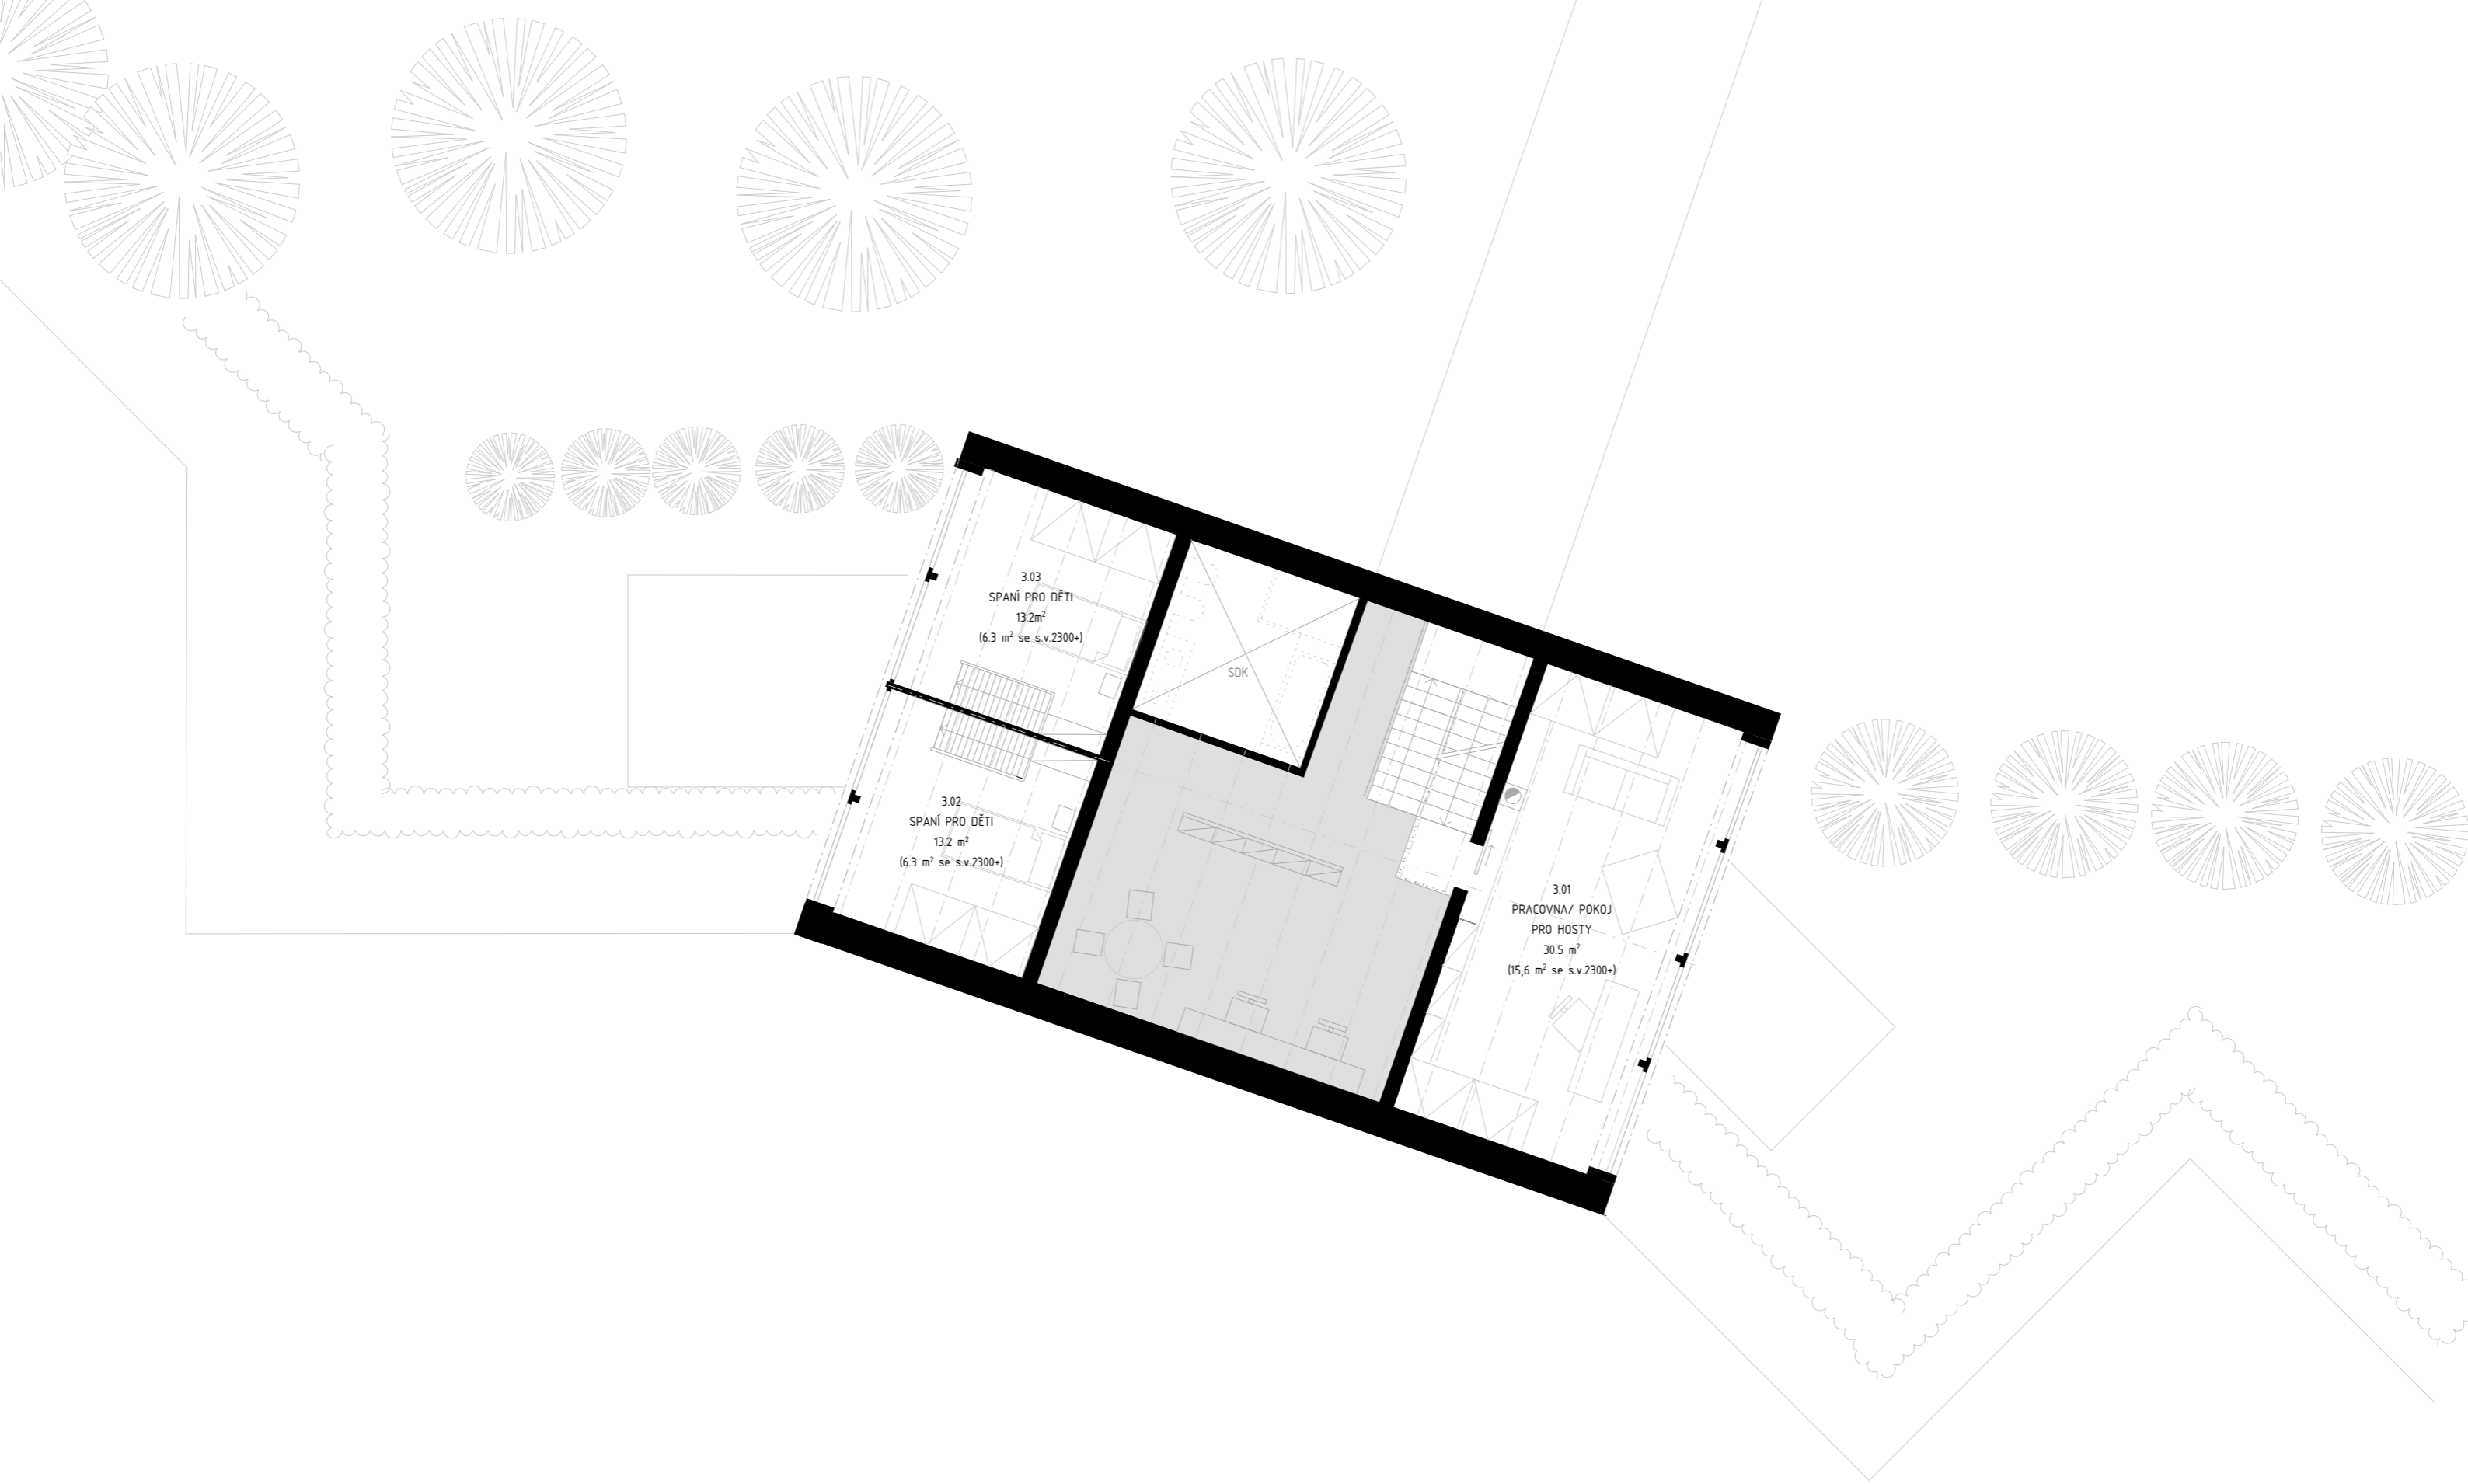 3.03
SPANÍ PRO DĚTI
13.2m²
(6.3 m² se s.v.2300+)
SDK
3.02
SPANÍ PRO DĚTI
13.2 m²
(6.3 m² se s.v.2300+)
3.01
PRACOVNA/ POKOJ
PRO HOSTY
30.5 m²
(15,6 m² se s.v.2300+)